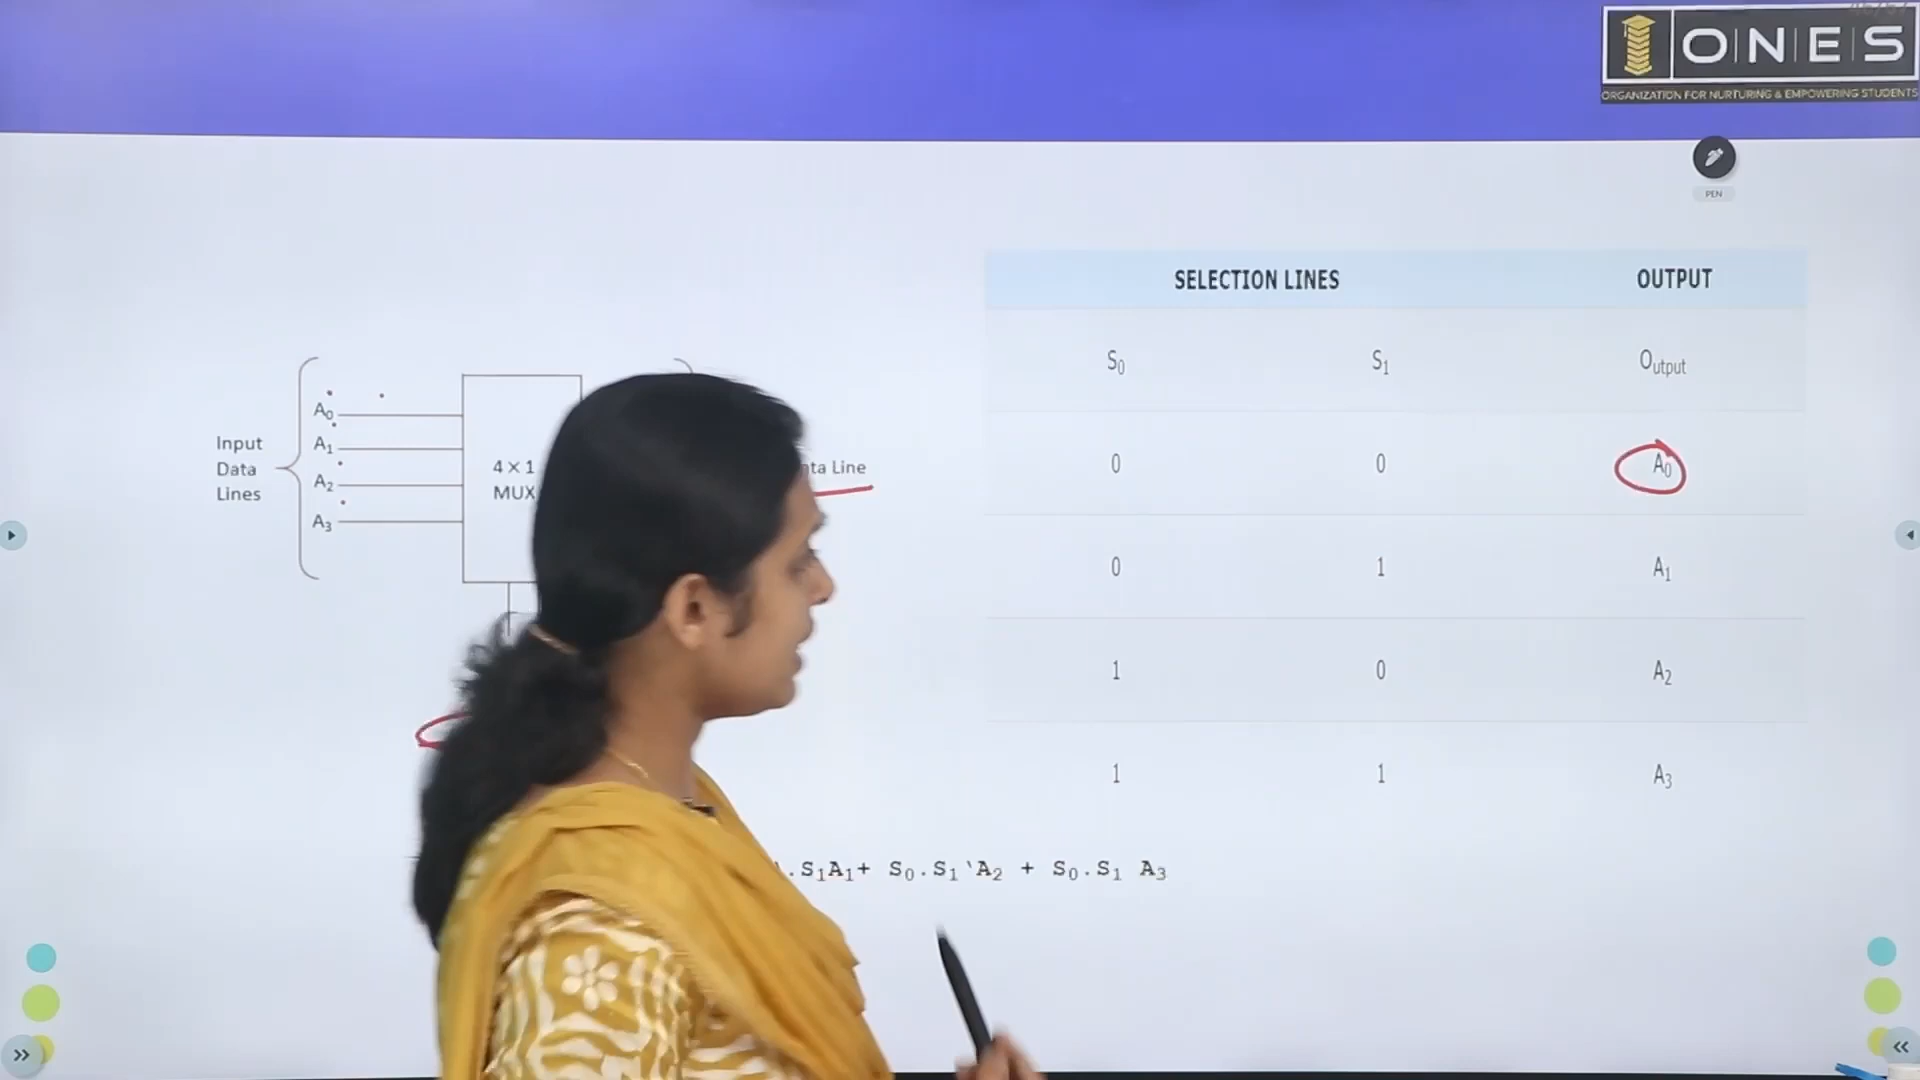 ONES
ORGANIZATION FOR NURTURING & EMPOWERING STUDENTS
PEN
SELECTION LINES OUTPUT
S₀ S₁ Output
0 0 A₀
0 1 A₁
1 0 A₂
1 1 A₃
Input
Data
Lines
A₀
A₁
A₂
A₃
4×1
MUX
Line
.S₁A₁+ S₀.S₁‵A₂ + S₀.S₁ A₃